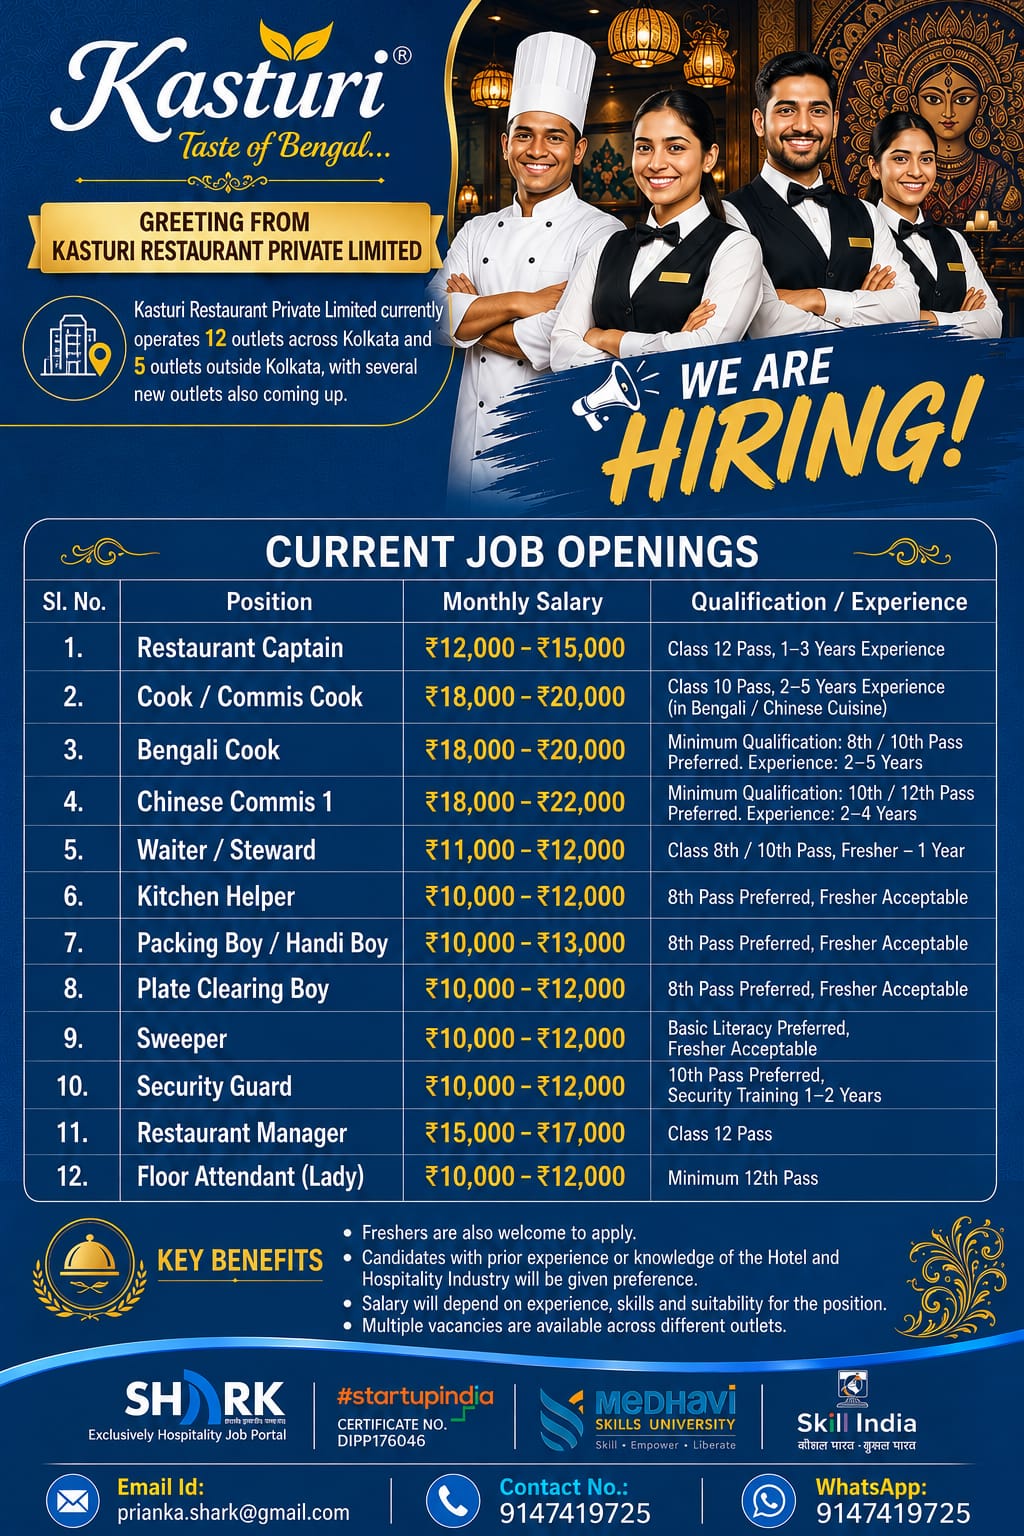 Kasturi®
Taste of Bengal...
GREETING FROM
KASTURI RESTAURANT PRIVATE LIMITED
Kasturi Restaurant Private Limited currently
operates 12 outlets across Kolkata and
5 outlets outside Kolkata, with several
new outlets also coming up.
WE ARE
HIRING!
CURRENT JOB OPENINGS
Sl. No. Position Monthly Salary Qualification / Experience
1. Restaurant Captain ₹12,000 – ₹15,000 Class 12 Pass, 1–3 Years Experience
2. Cook / Commis Cook ₹18,000 – ₹20,000 Class 10 Pass, 2–5 Years Experience
(in Bengali / Chinese Cuisine)
3. Bengali Cook ₹18,000 – ₹20,000 Minimum Qualification: 8th / 10th Pass
Preferred. Experience: 2–5 Years
4. Chinese Commis 1 ₹18,000 – ₹22,000 Minimum Qualification: 10th / 12th Pass
Preferred. Experience: 2–4 Years
5. Waiter / Steward ₹11,000 – ₹12,000 Class 8th / 10th Pass, Fresher – 1 Year
6. Kitchen Helper ₹10,000 – ₹12,000 8th Pass Preferred, Fresher Acceptable
7. Packing Boy / Handi Boy ₹10,000 – ₹13,000 8th Pass Preferred, Fresher Acceptable
8. Plate Clearing Boy ₹10,000 – ₹12,000 8th Pass Preferred, Fresher Acceptable
9. Sweeper ₹10,000 – ₹12,000 Basic Literacy Preferred,
Fresher Acceptable
10. Security Guard ₹10,000 – ₹12,000 10th Pass Preferred,
Security Training 1–2 Years
11. Restaurant Manager ₹15,000 – ₹17,000 Class 12 Pass
12. Floor Attendant (Lady) ₹10,000 – ₹12,000 Minimum 12th Pass
KEY BENEFITS
• Freshers are also welcome to apply.
• Candidates with prior experience or knowledge of the Hotel and
Hospitality Industry will be given preference.
• Salary will depend on experience, skills and suitability for the position.
• Multiple vacancies are available across different outlets.
SHARK
Exclusively Hospitality Job Portal
#startupindia
CERTIFICATE NO.
DIPP176046
MEDHAVI
SKILLS UNIVERSITY
Skill • Empower • Liberate
Skill India
कौशल भारत - कुशल भारत
Email Id:
prianka.shark@gmail.com
Contact No.:
9147419725
WhatsApp:
9147419725